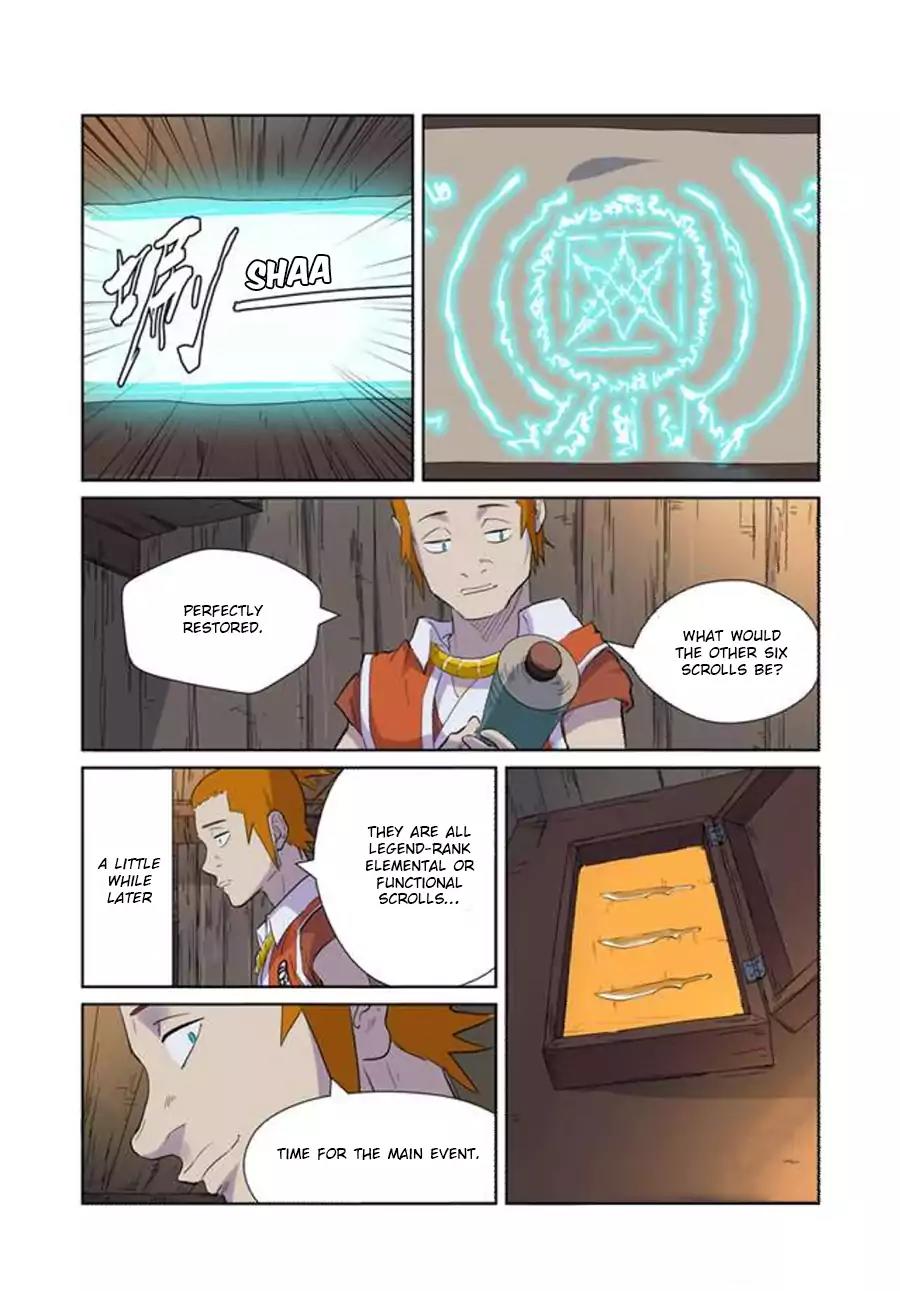 唰
SHAA
PERFECTLY
RESTORED.
WHAT WOULD
THE OTHER SIX
SCROLLS BE?
A LITTLE
WHILE
LATER
THEY ARE ALL
LEGEND-RANK
ELEMENTAL OR
FUNCTIONAL
SCROLLS...
TIME FOR THE MAIN EVENT.